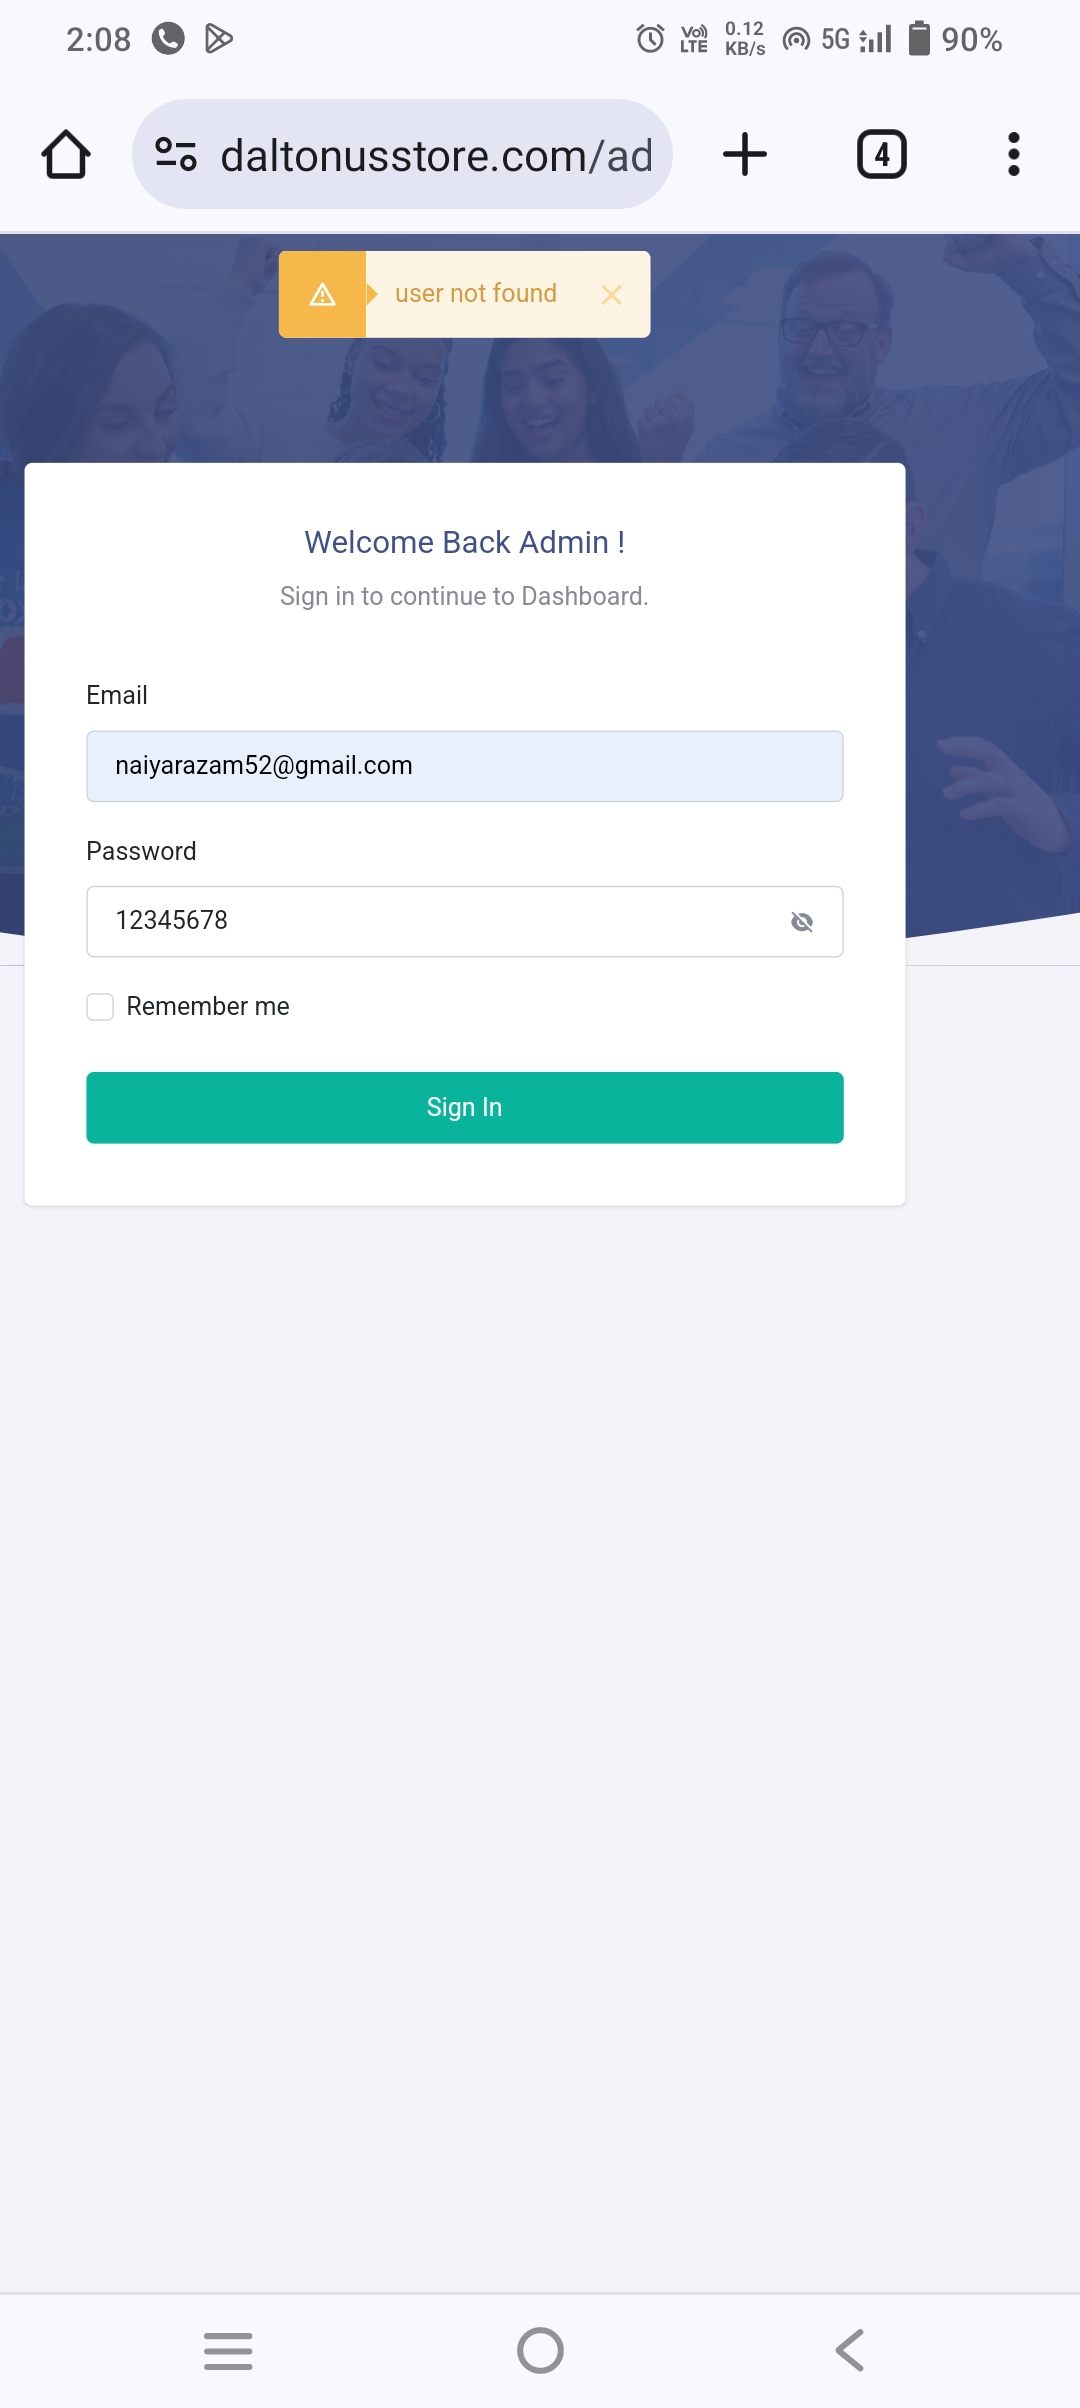 2:08
Vo)) LTE
0.12 KB/s
5G
90%
daltonusstore.com/ad
4
user not found
Welcome Back Admin !
Sign in to continue to Dashboard.
Email
naiyarazam52@gmail.com
Password
12345678
Remember me
Sign In